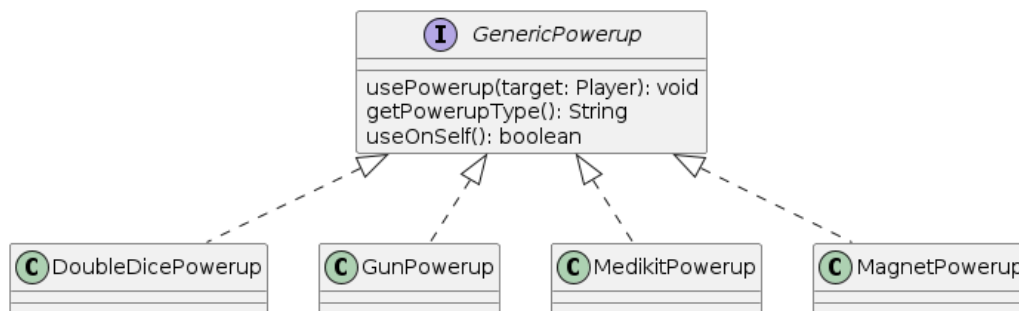 I GenericPowerup
usePowerup(target: Player): void
getPowerupType(): String
useOnSelf(): boolean
C DoubleDicePowerup
C GunPowerup
C MedikitPowerup
C MagnetPowerup